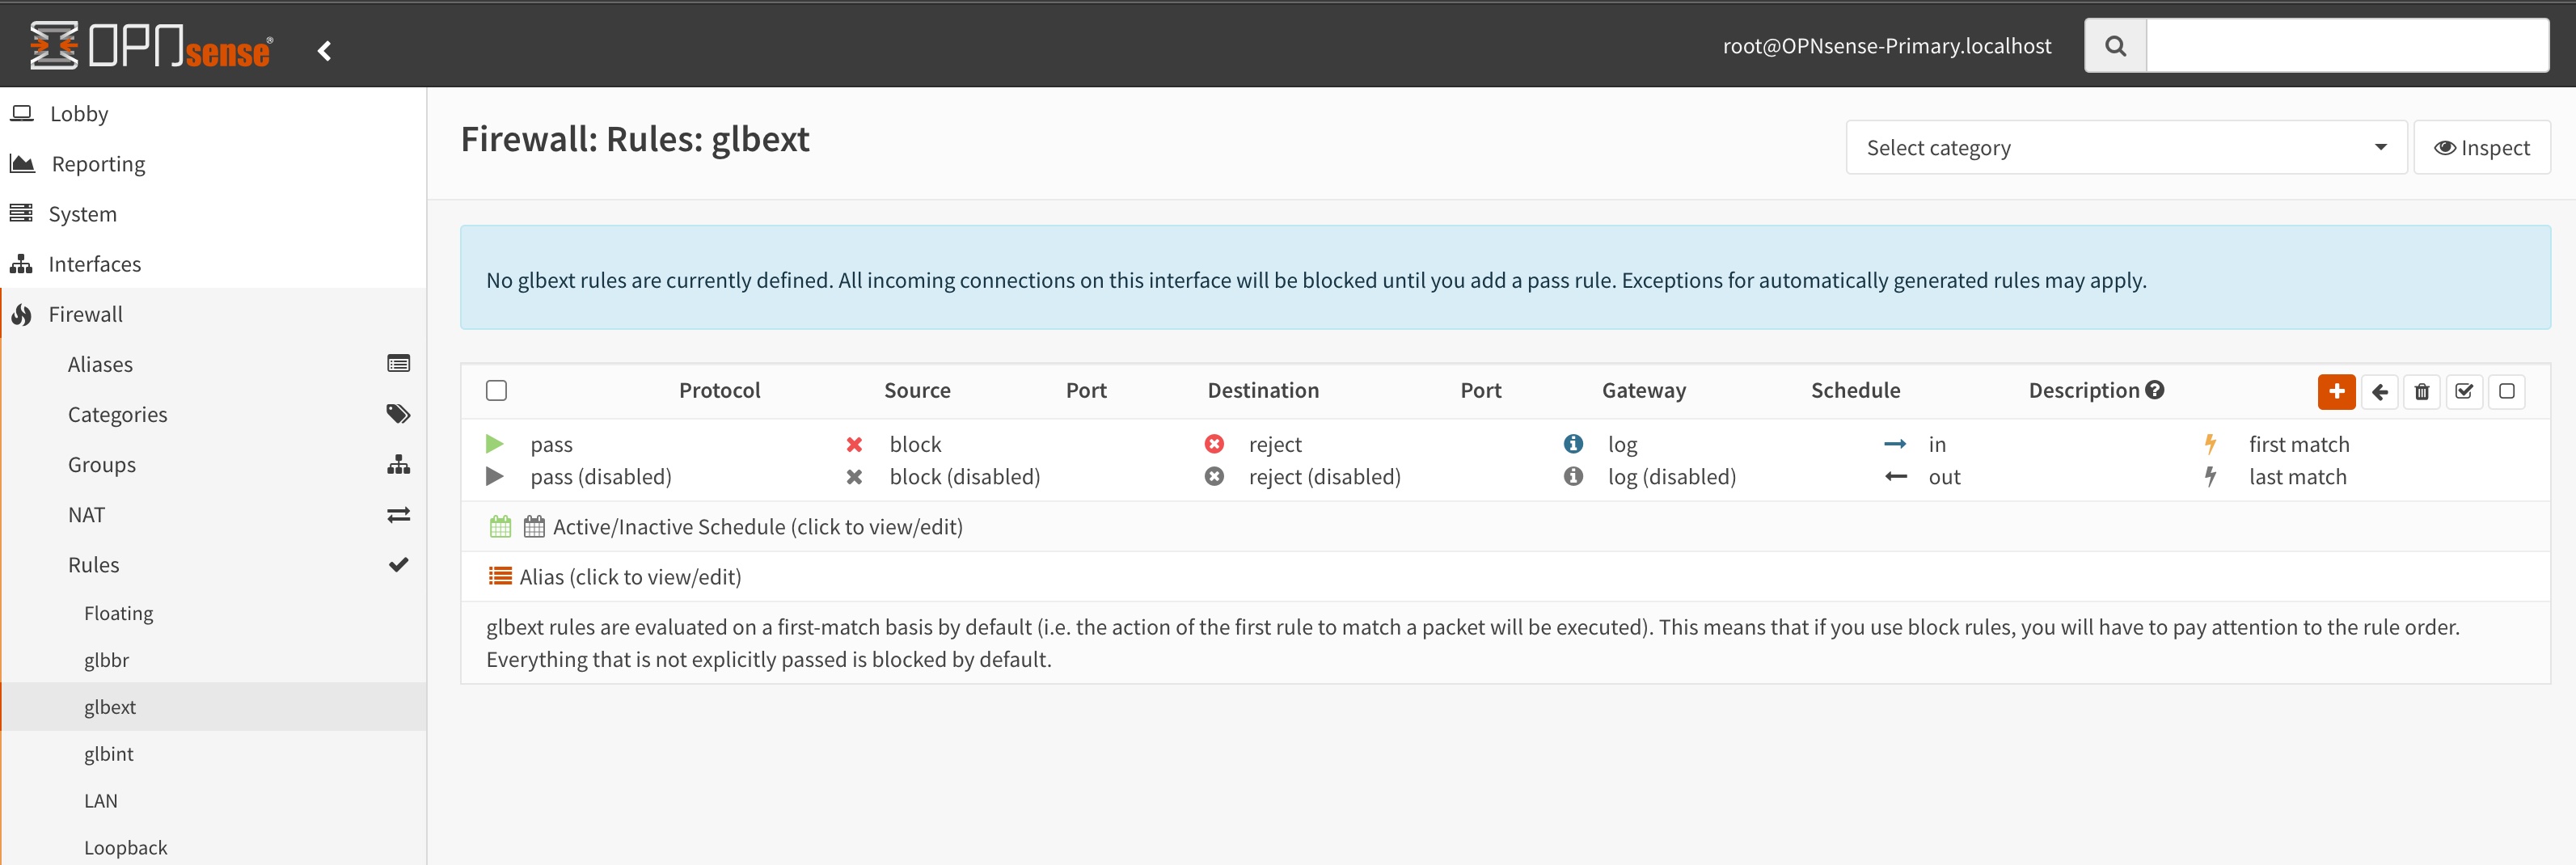 OPNsense®
root@OPNsense-Primary.localhost
Lobby
Reporting
System
Interfaces
Firewall
Aliases
Categories
Groups
NAT
Rules
Floating
glbbr
glbext
glbint
LAN
Loopback
Firewall: Rules: glbext
Select category
Inspect
No glbext rules are currently defined. All incoming connections on this interface will be blocked until you add a pass rule. Exceptions for automatically generated rules may apply.
Protocol Source Port Destination Port Gateway Schedule Description
pass block reject log in first match
pass (disabled) block (disabled) reject (disabled) log (disabled) out last match
Active/Inactive Schedule (click to view/edit)
Alias (click to view/edit)
glbext rules are evaluated on a first-match basis by default (i.e. the action of the first rule to match a packet will be executed). This means that if you use block rules, you will have to pay attention to the rule order.
Everything that is not explicitly passed is blocked by default.